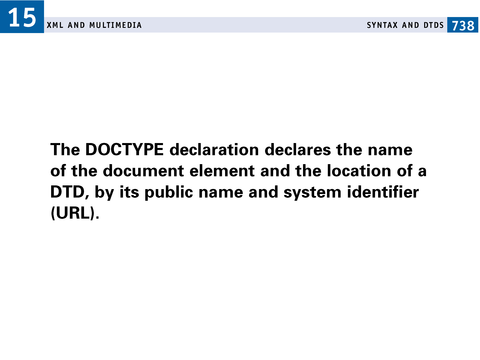 15
XML AND MULTIMEDIA
SYNTAX AND DTDS
738
The DOCTYPE declaration declares the name
of the document element and the location of a
DTD, by its public name and system identifier
(URL).